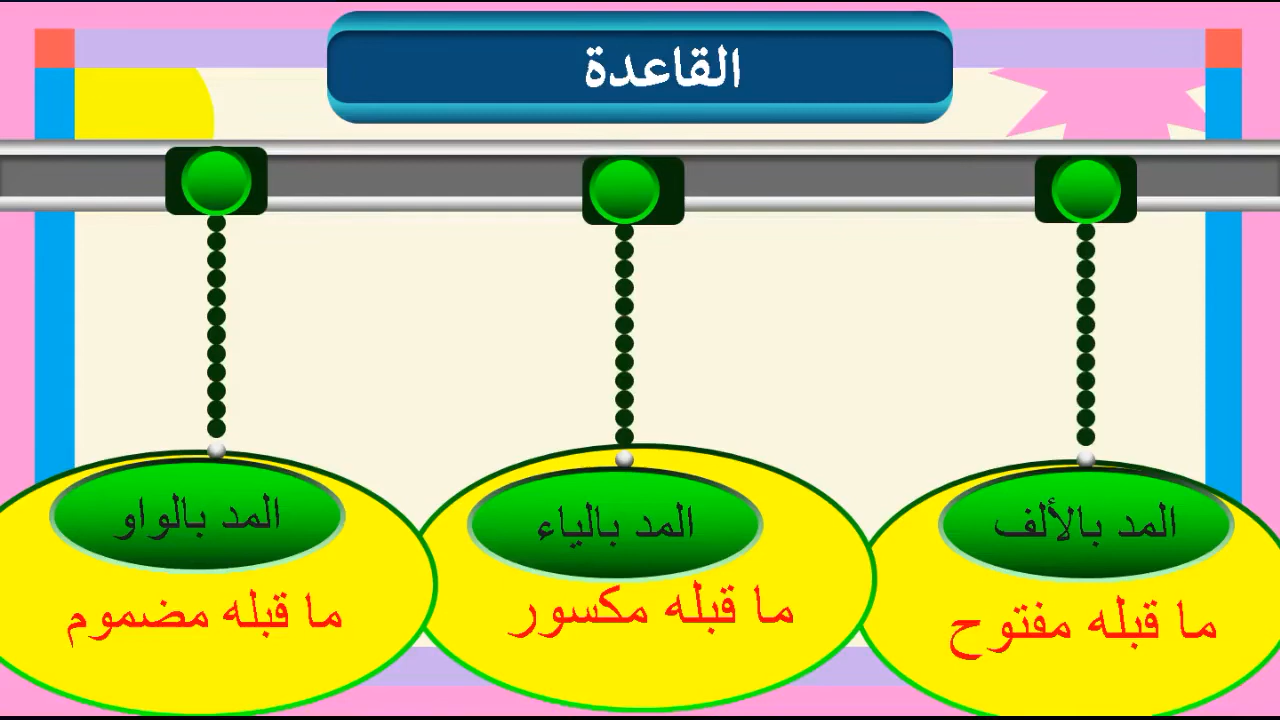 القاعدة
المد بالألف
ما قبله مفتوح
المد بالياء
ما قبله مكسور
المد بالواو
ما قبله مضموم